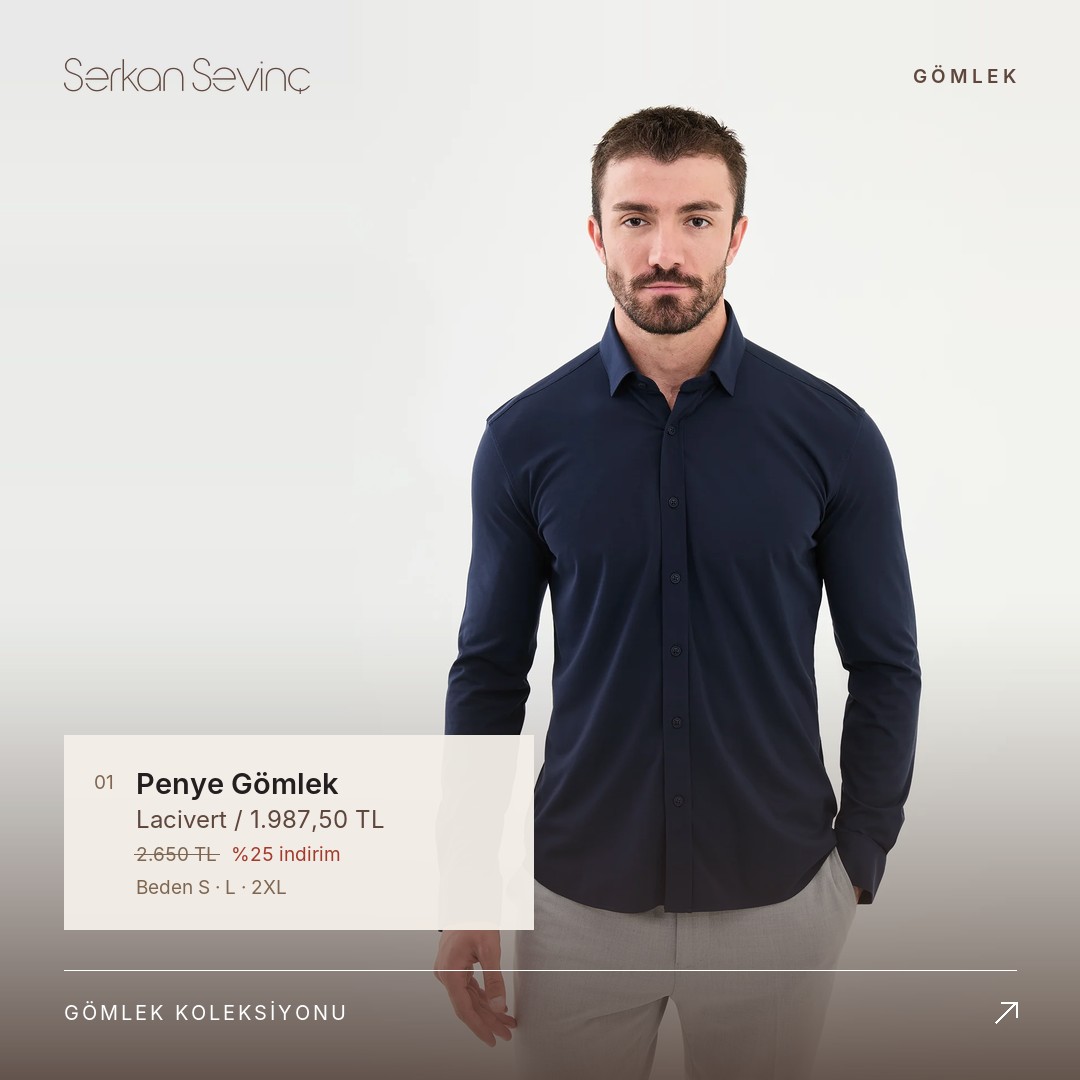 Serkan Sevinç
GÖMLEK
01 Penye Gömlek
Lacivert / 1.987,50 TL
2.650 TL %25 indirim
Beden S · L · 2XL
GÖMLEK KOLEKSİYONU